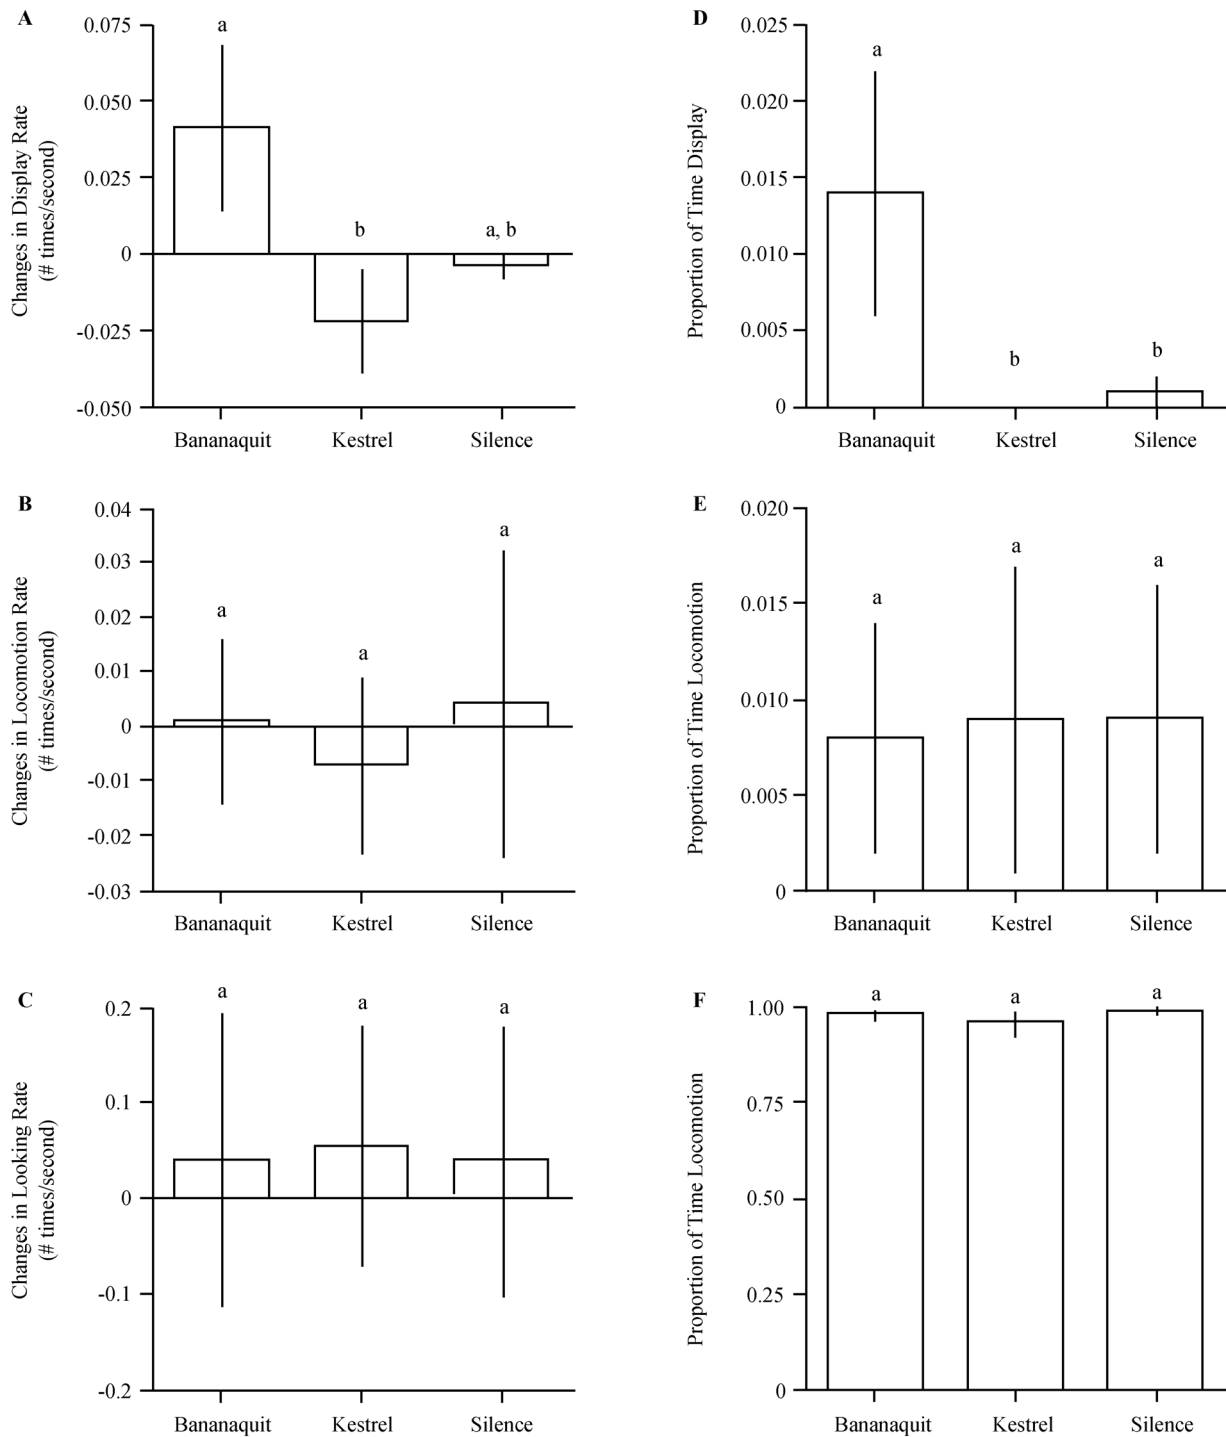 A
Changes in Display Rate
(# times/second)
0.075
0.050
0.025
0
-0.025
-0.050
a
b
a, b
Bananaquit
Kestrel
Silence
D
Proportion of Time Display
0.025
0.020
0.015
0.010
0.005
0
a
b
b
Bananaquit
Kestrel
Silence
B
Changes in Locomotion Rate
(# times/second)
0.04
0.03
0.02
0.01
0
-0.01
-0.02
-0.03
a
a
a
Bananaquit
Kestrel
Silence
E
Proportion of Time Locomotion
0.020
0.015
0.010
0.005
0
a
a
a
Bananaquit
Kestrel
Silence
C
Changes in Looking Rate
(# times/second)
0.2
0.1
0
-0.1
-0.2
a
a
a
Bananaquit
Kestrel
Silence
F
Proportion of Time Locomotion
1.00
0.75
0.50
0.25
0
a
a
a
Bananaquit
Kestrel
Silence